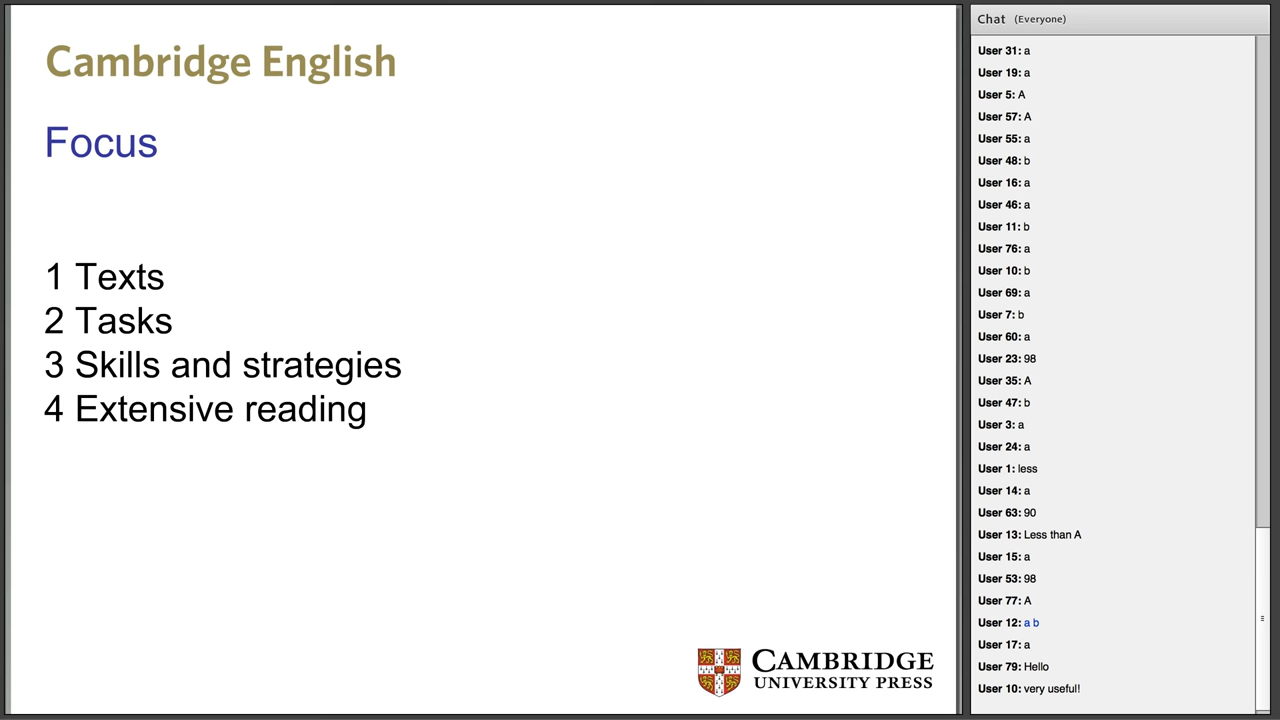 Cambridge English
Focus
1 Texts
2 Tasks
3 Skills and strategies
4 Extensive reading
CAMBRIDGE
UNIVERSITY PRESS
Chat (Everyone)
User 31: a
User 19: a
User 5: A
User 57: A
User 55: a
User 48: b
User 16: a
User 46: a
User 11: b
User 76: a
User 10: b
User 69: a
User 7: b
User 60: a
User 23: 98
User 35: A
User 47: b
User 3: a
User 24: a
User 1: less
User 14: a
User 63: 90
User 13: Less than A
User 15: a
User 53: 98
User 77: A
User 12: a b
User 17: a
User 79: Hello
User 10: very useful!